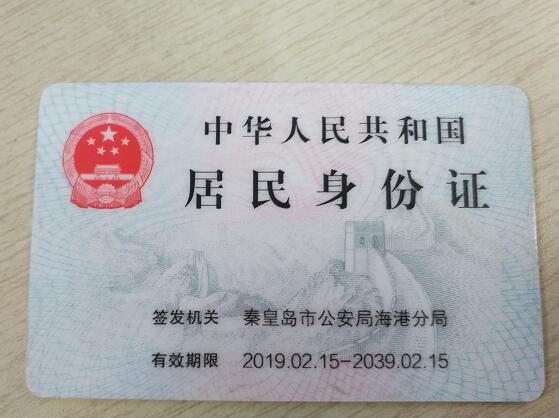 中华人民共和国
居民身份证
签发机关 秦皇岛市公安局海港分局
有效期限 2019.02.15-2039.02.15